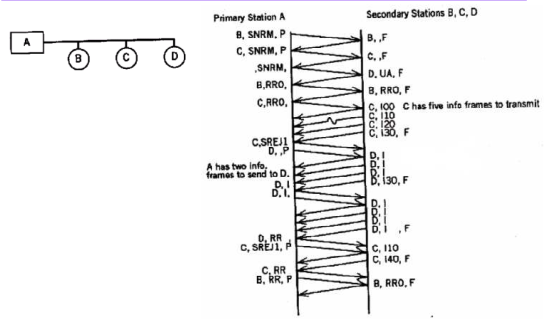 Primary Station A
Secondary Stations B, C, D
A
B
C
D
B, SNRM, P
B, ,F
C, SNRM, P
C, ,F
,SNRM,
D, UA, F
B,RRO,
B, RRO, F
C,RRO,
C, I00 C has five info frames to transmit
C, I10
C, I20
C, I30, F
C,SREJ1
D, ,P
D, I
D, I
D, I
D, I30, F
A has two info.
frames to send to D.
D, I
D, I,
D, I
D, I
D, I
D, I , F
D, RR
C, SREJ1, P
C, I10
C, I40, F
C, RR
B, RR, P
B, RRO, F